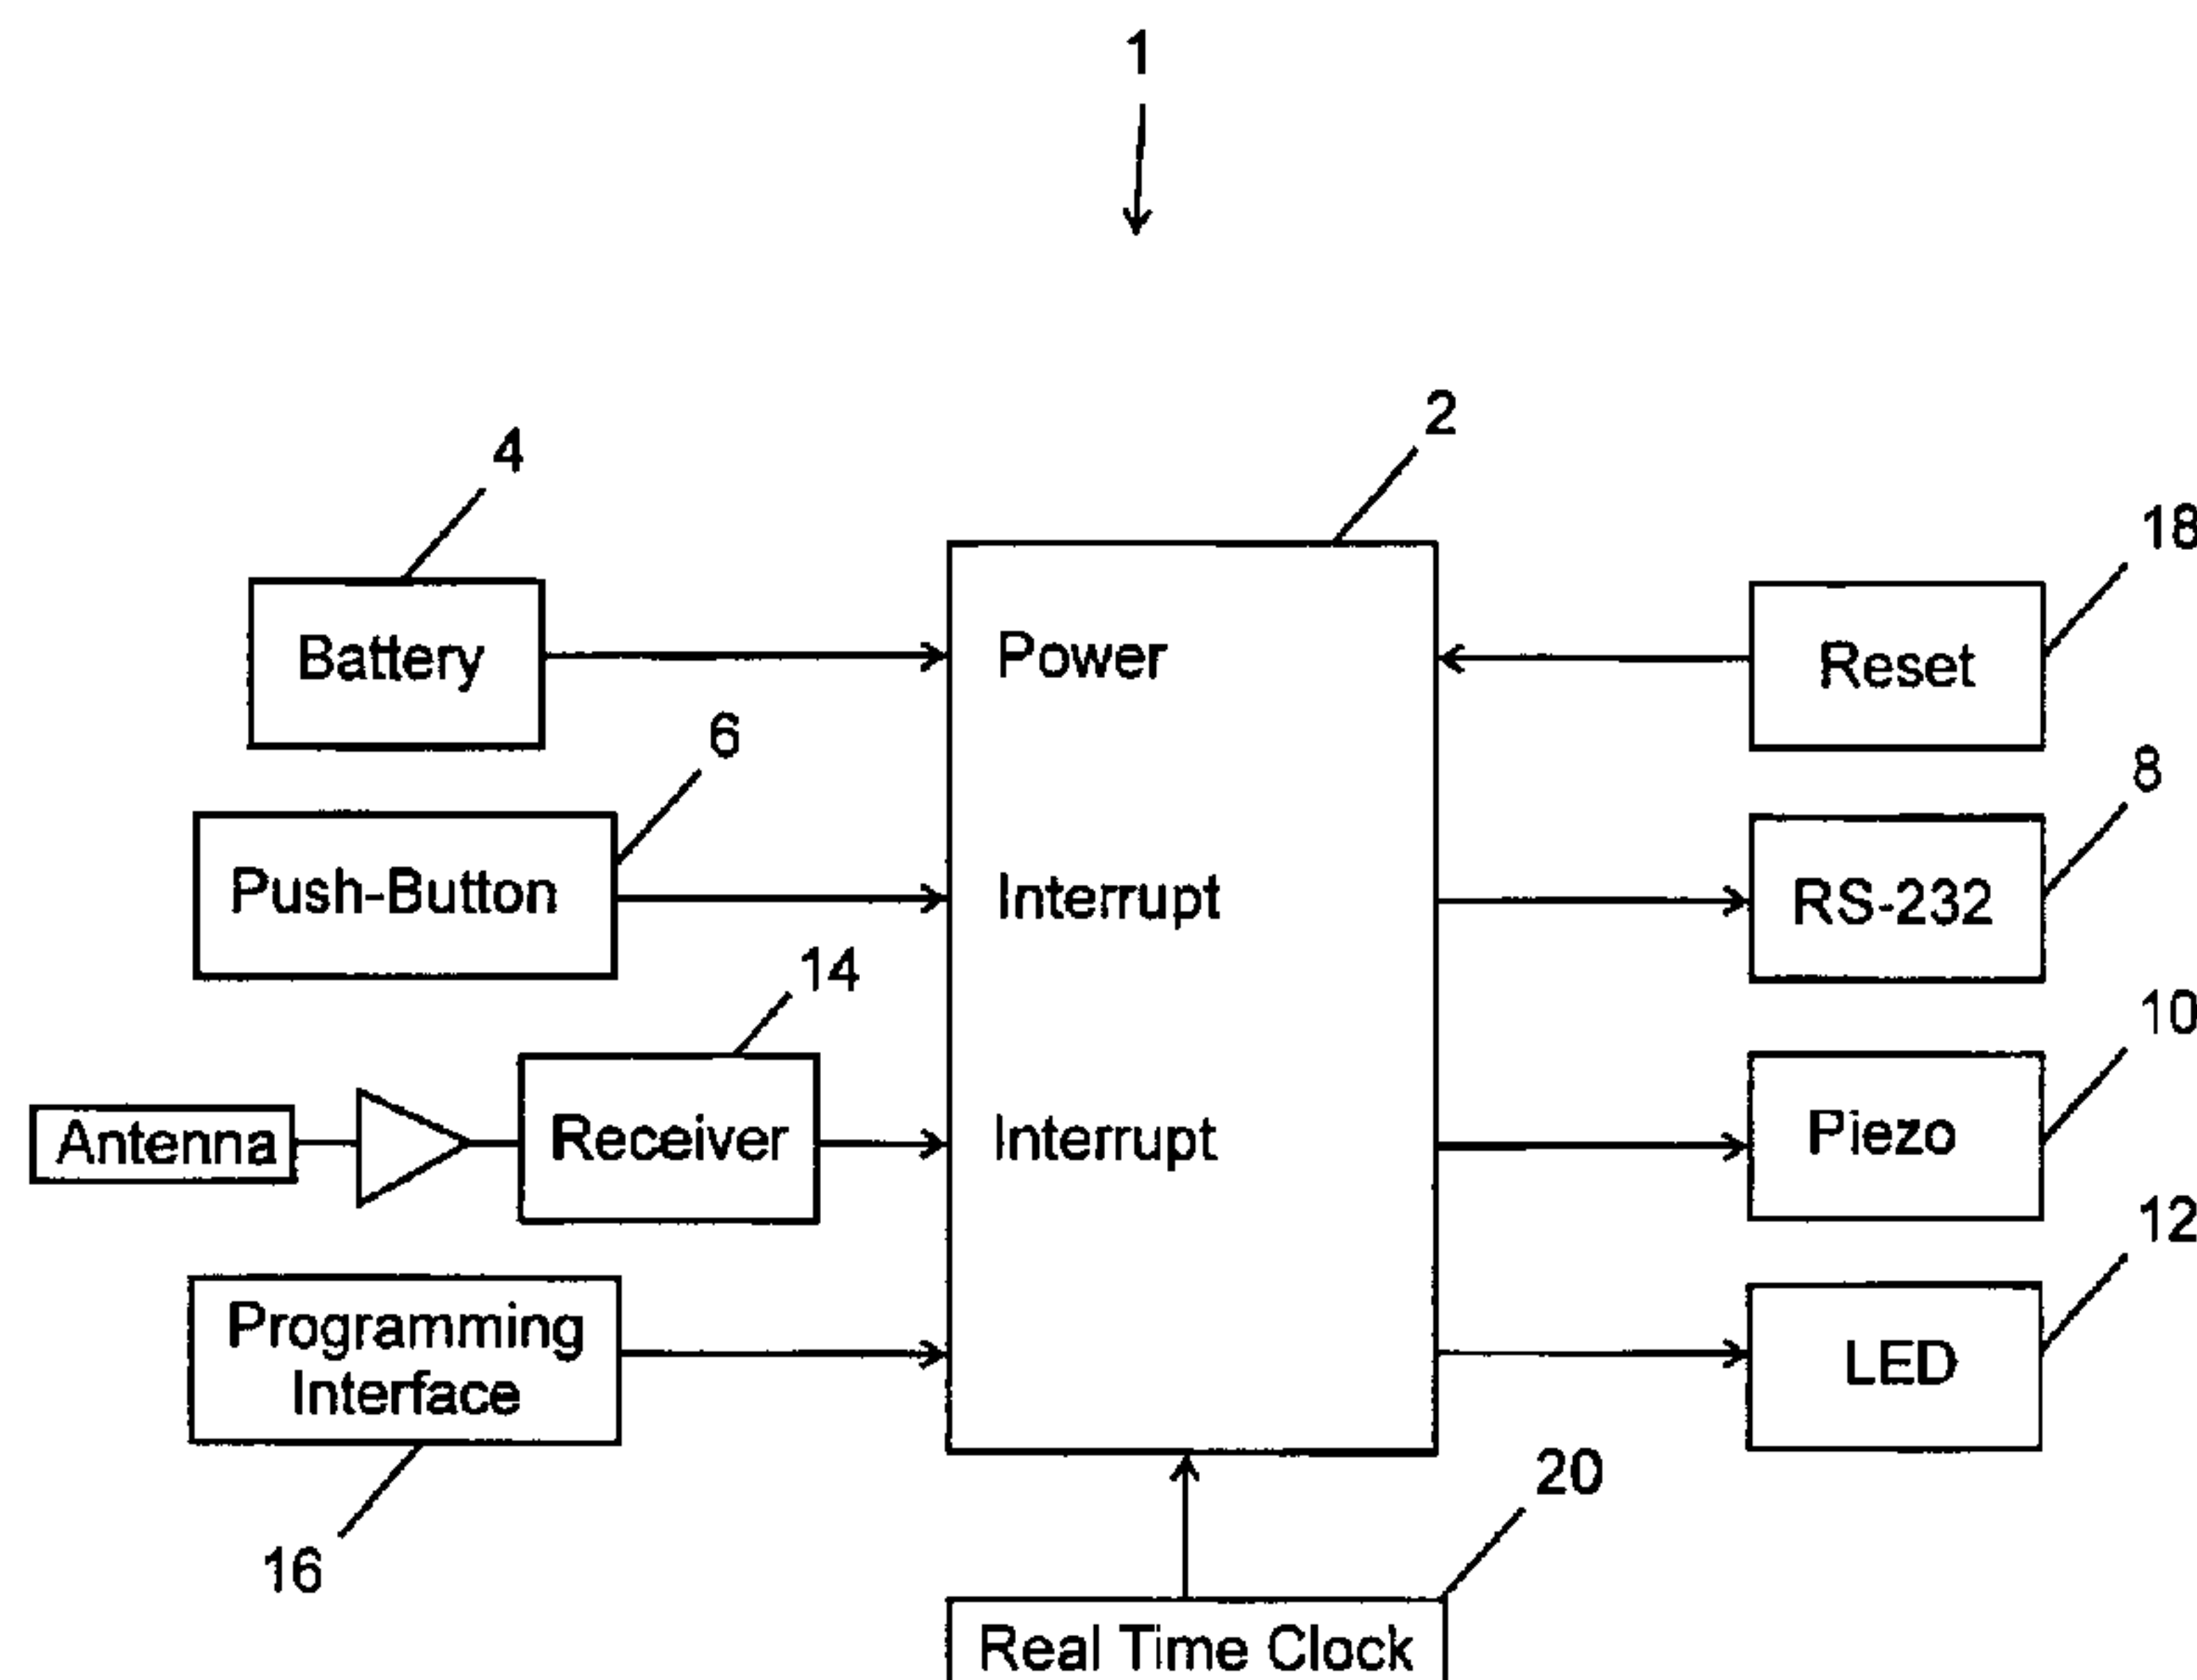 1
2
4
18
Battery
Power
Reset
6
8
Push-Button
Interrupt
RS-232
14
10
Antenna
Receiver
Interrupt
Piezo
12
Programming
Interface
LED
20
16
Real Time Clock